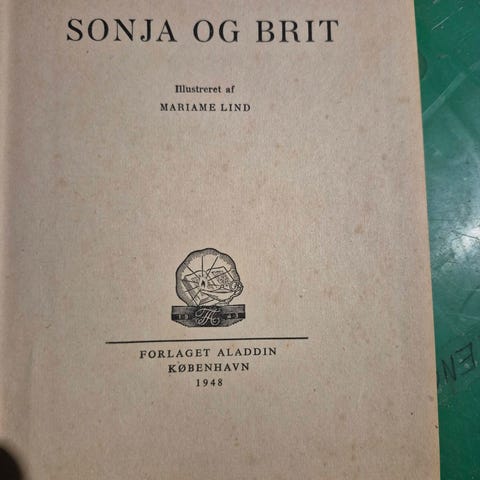 SONJA OG BRIT
Illustreret af
MARIAME LIND
FORLAGET ALADDIN
KØBENHAVN
1948